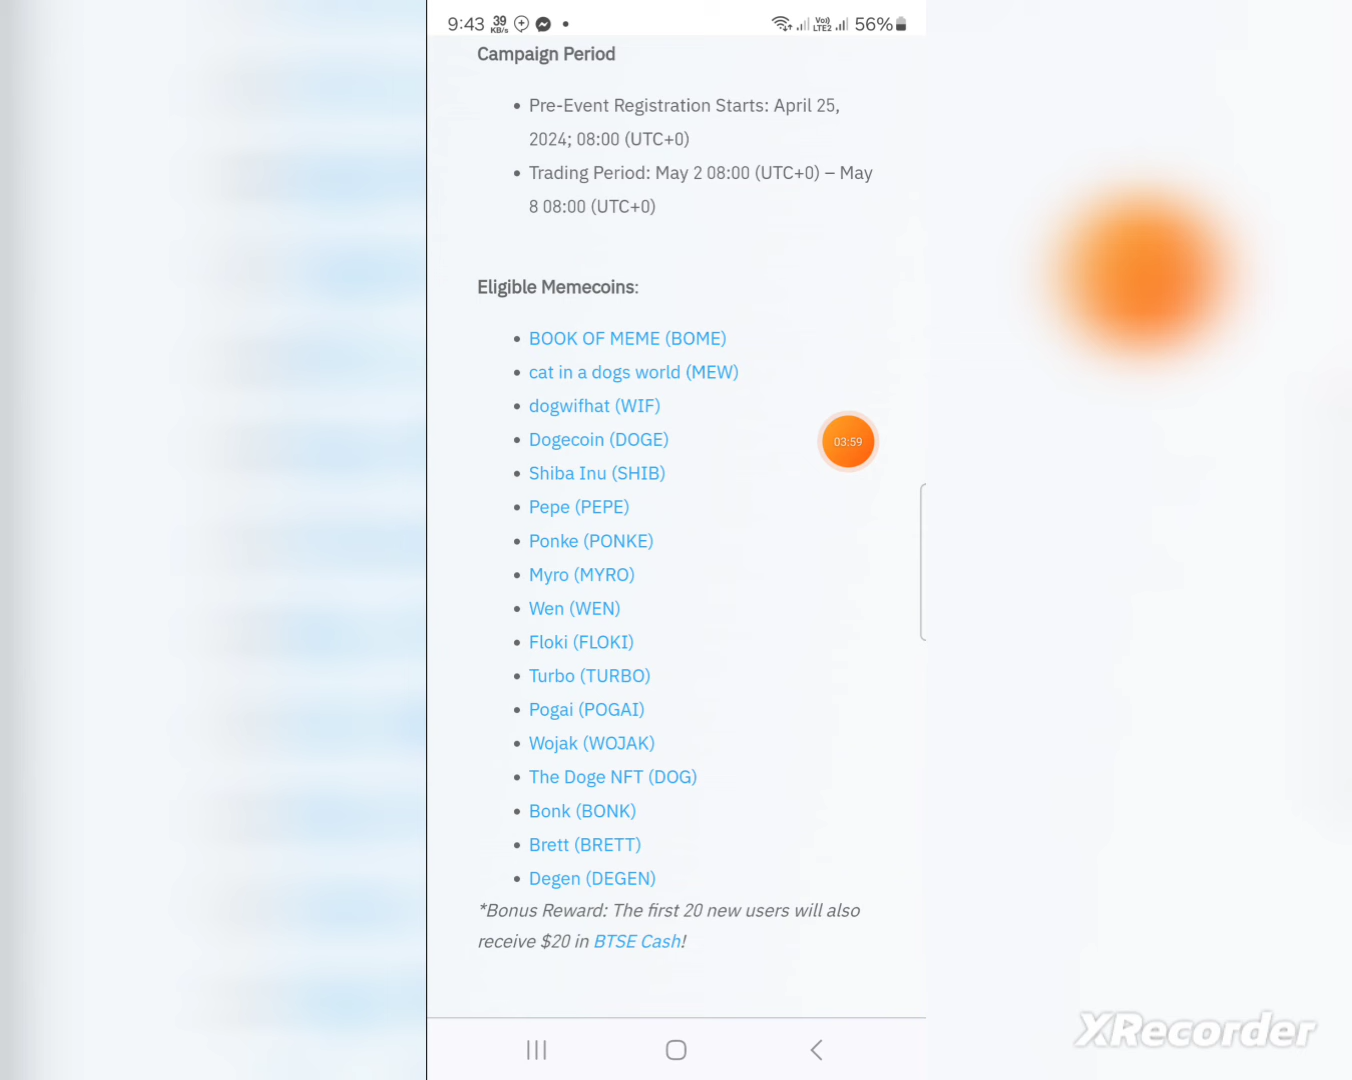 9:43 39 KB/s Vo)) LTE2 56%
Campaign Period
• Pre-Event Registration Starts: April 25,
2024; 08:00 (UTC+0)
• Trading Period: May 2 08:00 (UTC+0) – May
8 08:00 (UTC+0)
Eligible Memecoins:
• BOOK OF MEME (BOME)
• cat in a dogs world (MEW)
• dogwifhat (WIF)
• Dogecoin (DOGE)
03:59
• Shiba Inu (SHIB)
• Pepe (PEPE)
• Ponke (PONKE)
• Myro (MYRO)
• Wen (WEN)
• Floki (FLOKI)
• Turbo (TURBO)
• Pogai (POGAI)
• Wojak (WOJAK)
• The Doge NFT (DOG)
• Bonk (BONK)
• Brett (BRETT)
• Degen (DEGEN)
*Bonus Reward: The first 20 new users will also
receive $20 in BTSE Cash!
XRecorder